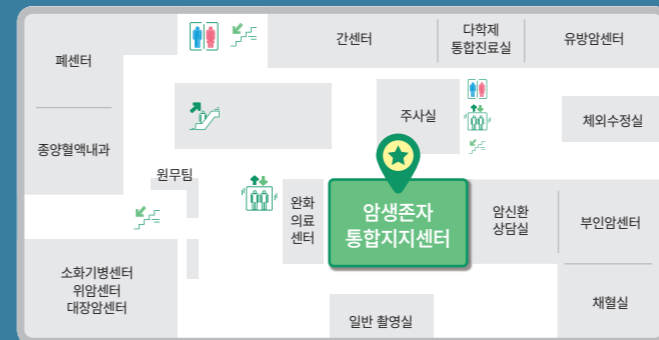 폐센터
종양혈액내과
간센터
다학제
통합진료실
유방암센터
주사실
체외수정실
원무팀
완화
의료
센터
암생존자
통합지지센터
암신환
상담실
부인암센터
소화기병센터
위암센터
대장암센터
일반 촬영실
채혈실